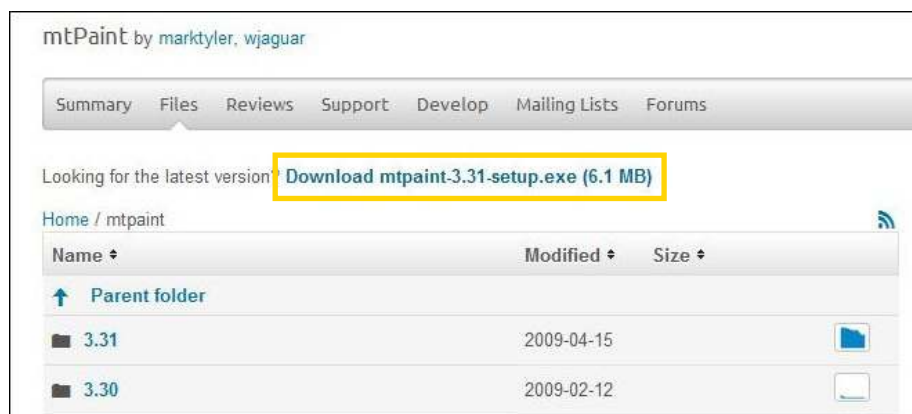 mtPaint by marktyler, wjaguar
Summary Files Reviews Support Develop Mailing Lists Forums
Looking for the latest version? Download mtpaint-3.31-setup.exe (6.1 MB)
Home / mtpaint
Name Modified Size
Parent folder
3.31 2009-04-15
3.30 2009-02-12